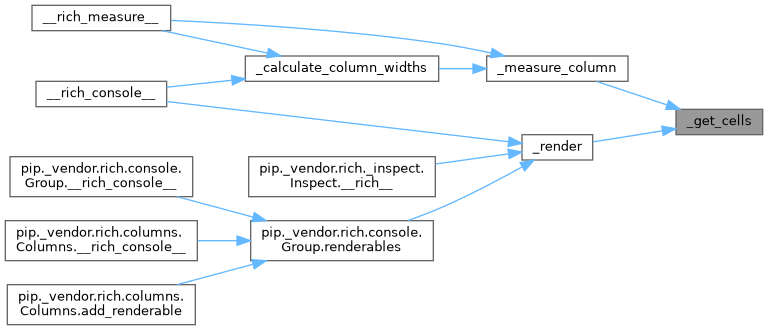 __rich_measure__
_calculate_column_widths
_measure_column
__rich_console__
_get_cells
_render
pip._vendor.rich.console.
Group.__rich_console__
pip._vendor.rich._inspect.
Inspect.__rich__
pip._vendor.rich.columns.
Columns.__rich_console__
pip._vendor.rich.console.
Group.renderables
pip._vendor.rich.columns.
Columns.add_renderable